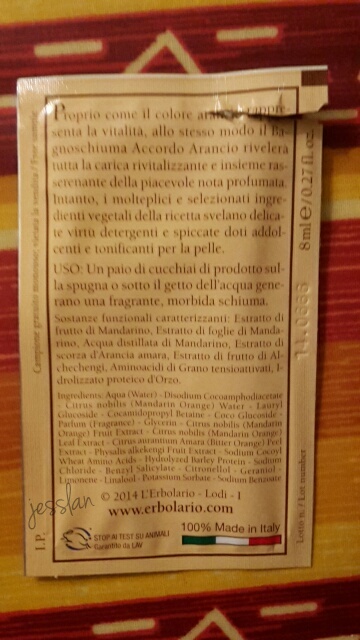 Proprio come il colore arancio rappre-
senta la vitalità, allo stesso modo il Ba-
gnoschiuma Accordo Arancio rivelerà
tutta la carica rivitalizzante e insieme ras-
serenante della piacevole nota profumata.
Intanto, i molteplici e selezionati ingre-
dienti vegetali della ricetta svelano delica-
te virtù detergenti e spiccate doti addol-
centi e tonificanti per la pelle.
USO: Un paio di cucchiai di prodotto sul-
la spugna o sotto il getto dell'acqua gene-
rano una fragrante, morbida schiuma.
Sostanze funzionali caratterizzanti: Estratto di
frutto di Mandarino, Estratto di foglie di Manda-
rino, Acqua distillata di Mandarino, Estratto di
scorza d'Arancia amara, Estratto di frutto di Al-
chechengi, Aminoacidi di Grano tensioattivati, I-
drolizzato proteico d'Orzo.
Ingredients: Aqua (Water) - Disodium Cocoamphodiacetate
- Citrus nobilis (Mandarin Orange) Water - Lauryl
Glucoside - Cocamidopropyl Betaine - Coco Glucoside -
Parfum (Fragrance) - Glycerin - Citrus nobilis (Mandarin
Orange) Fruit Extract - Citrus nobilis (Mandarin Orange)
Leaf Extract - Citrus aurantium Amara (Bitter Orange) Peel
Extract - Physalis alkekengi Fruit Extract - Sodium Cocoyl
Wheat Amino Acids - Hydrolyzed Barley Protein - Sodium
Chloride - Benzyl Salicylate - Citronellol - Geraniol -
Limonene - Linalool - Potassium Sorbate - Sodium Benzoate
© 2014 L'Erbolario - Lodi - I
www.erbolario.com
I.P.
STOP AI TEST SU ANIMALI
Garantito da LAV
100% Made in Italy
Campione gratuito monouso; vietata la vendita / Free
8 ml e / 0.27 fl. oz.
Lotto n. / Lot number
jesslan